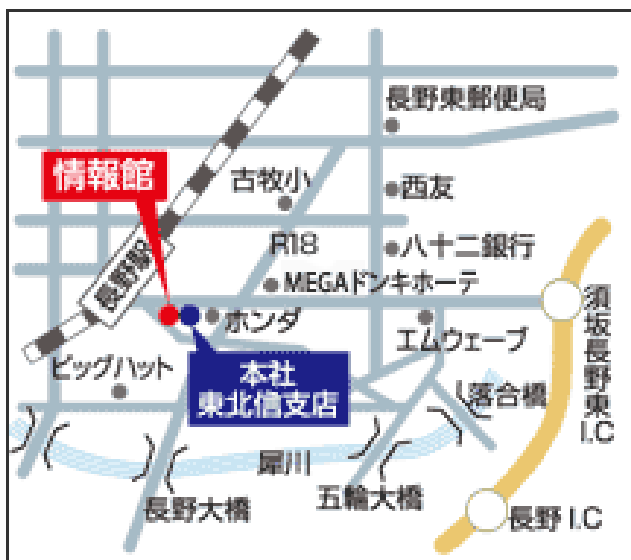 長野東郵便局
情報館
古牧小
西友
R18
八十二銀行
長野駅
MEGAドンキホーテ
ホンダ
エムウェーブ
須坂長野東I.C
ビッグハット
本社
東北信支店
落合橋
犀川
長野大橋
五輪大橋
長野I.C